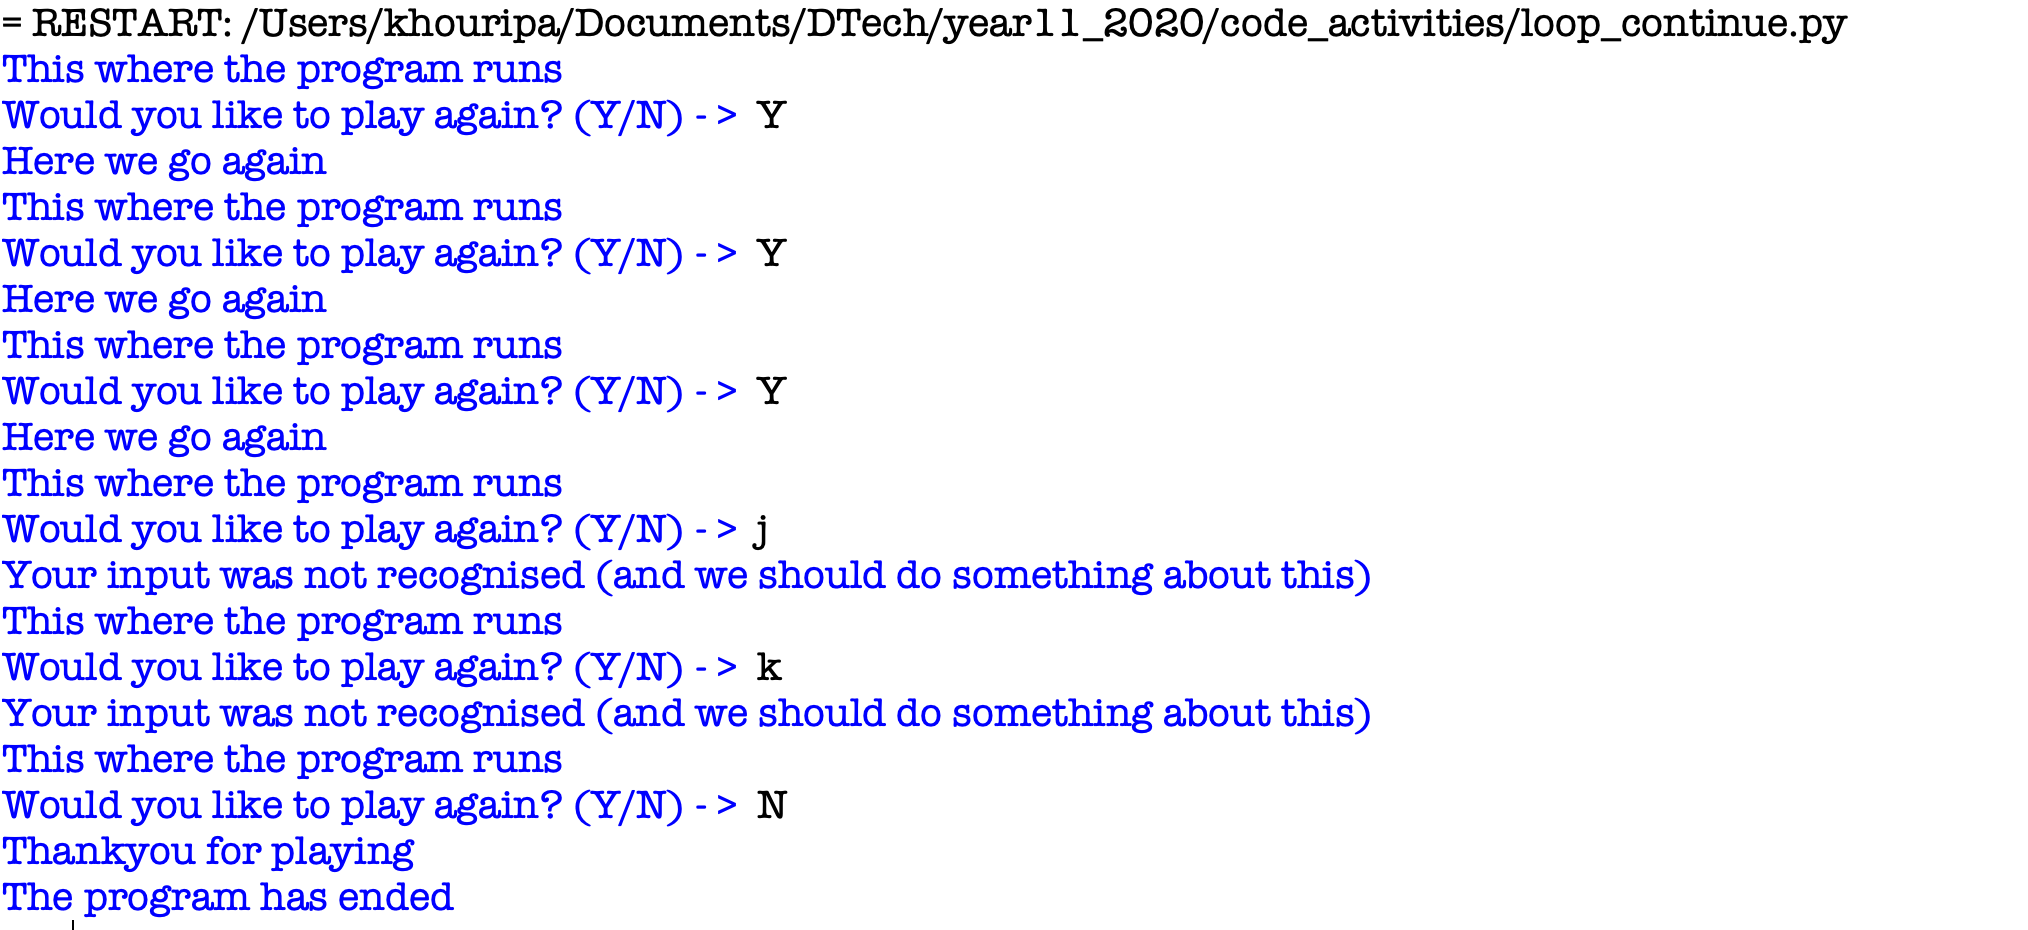 = RESTART: /Users/khouripa/Documents/DTech/year11_2020/code_activities/loop_continue.py
This where the program runs
Would you like to play again? (Y/N) - > Y
Here we go again
This where the program runs
Would you like to play again? (Y/N) - > Y
Here we go again
This where the program runs
Would you like to play again? (Y/N) - > Y
Here we go again
This where the program runs
Would you like to play again? (Y/N) - > j
Your input was not recognised (and we should do something about this)
This where the program runs
Would you like to play again? (Y/N) - > k
Your input was not recognised (and we should do something about this)
This where the program runs
Would you like to play again? (Y/N) - > N
Thankyou for playing
The program has ended